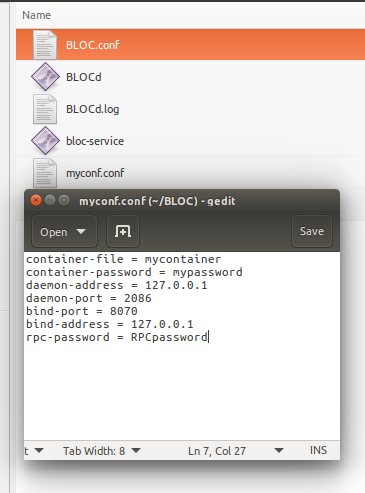 Name
BLOC.conf
BLOCd
BLOCd.log
bloc-service
myconf.conf
myconf.conf (~/BLOC) - gedit
Open
Save
container-file = mycontainer
container-password = mypassword
daemon-address = 127.0.0.1
daemon-port = 2086
bind-port = 8070
bind-address = 127.0.0.1
rpc-password = RPCpassword
t Tab Width: 8 Ln 7, Col 27 INS